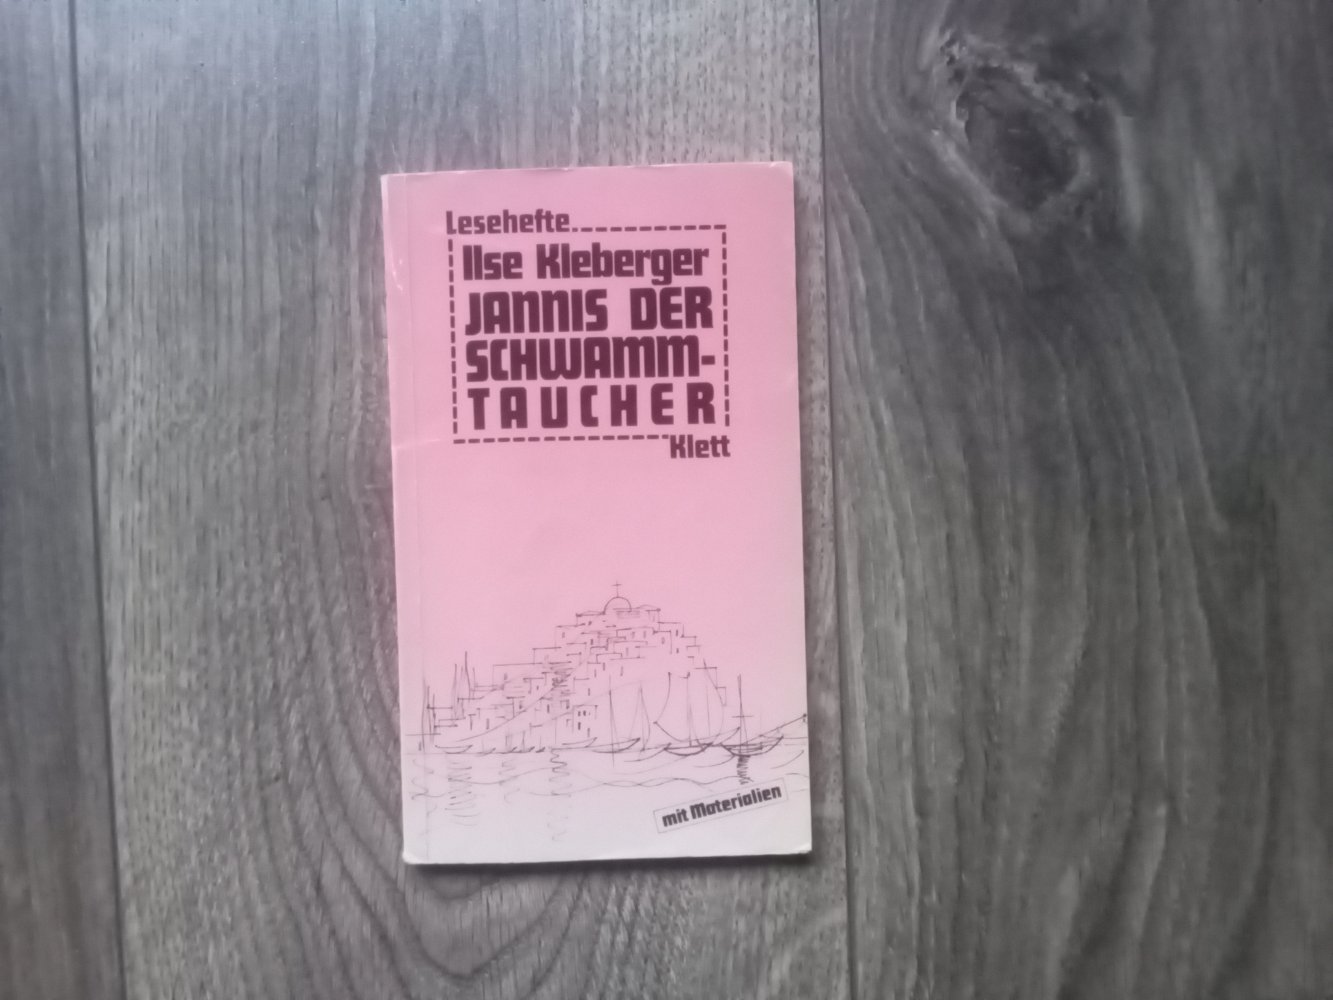 Lesehefte
Ilse Kleberger
JANNIS DER
SCHWAMM-
TAUCHER
Klett
mit Materialien